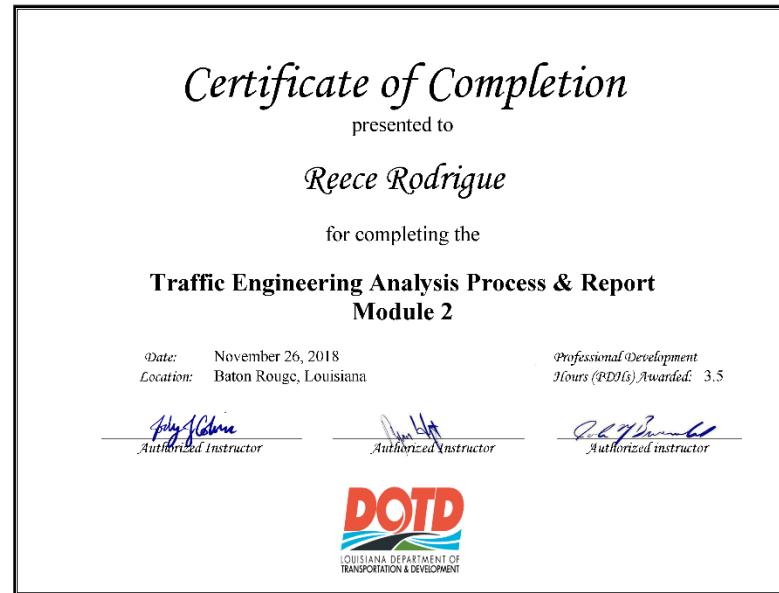 Certificate of Completion
presented to
Reece Rodrigue
for completing the
Traffic Engineering Analysis Process & Report
Module 2
Date: November 26, 2018
Location: Baton Rouge, Louisiana
Professional Development
Hours (PDHs) Awarded: 3.5
Authorized Instructor
Authorized Instructor
Authorized instructor
DOTD
LOUISIANA DEPARTMENT OF
TRANSPORTATION & DEVELOPMENT